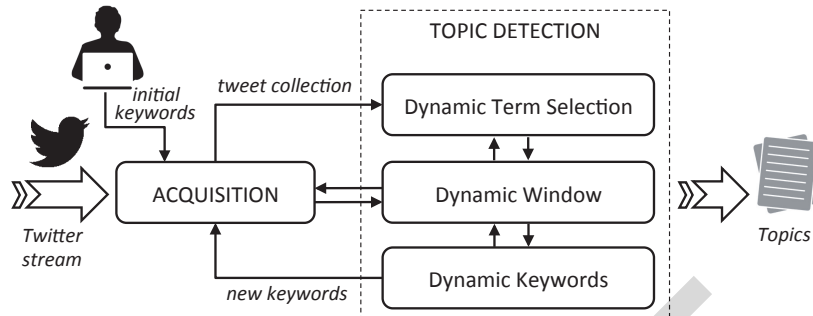 TOPIC DETECTION
initial
keywords
tweet collection
Dynamic Term Selection
ACQUISITION
Dynamic Window
Twitter
stream
Topics
new keywords
Dynamic Keywords